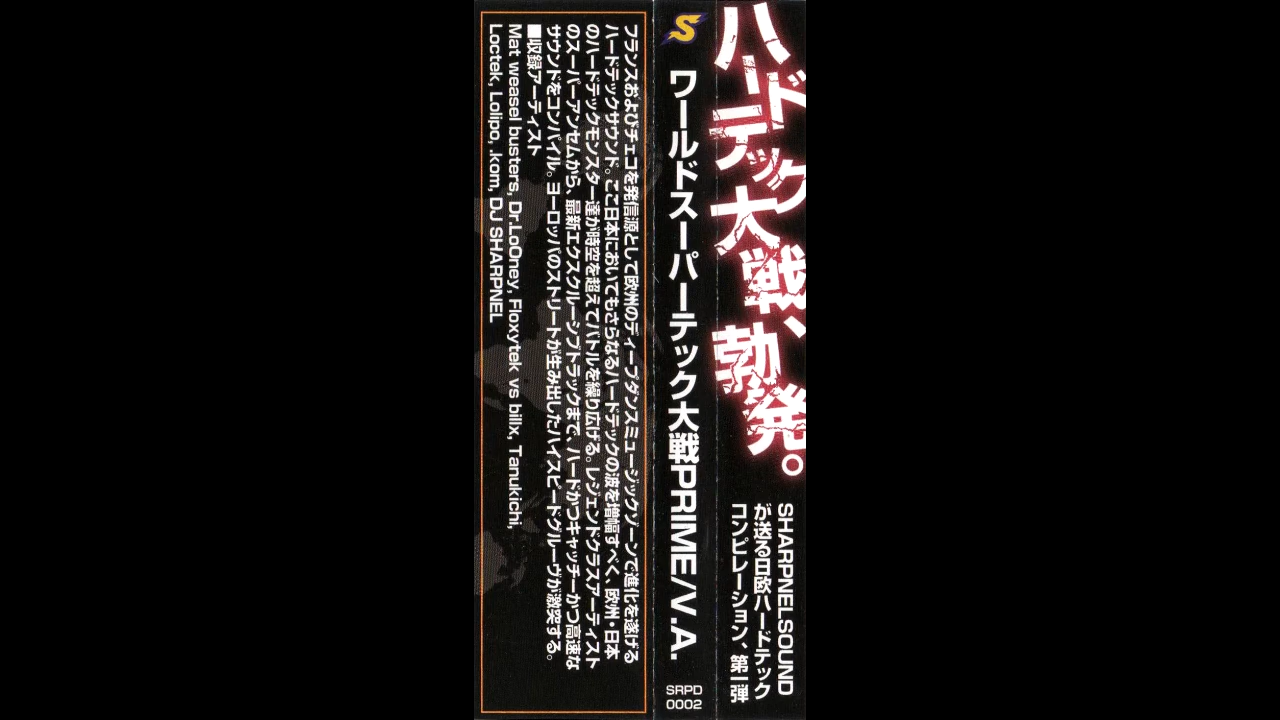 ハードテック大戦、
勃発。
SHARPNELSOUND
が送る日欧ハードテック
コンピレーション、第一弾
S
ワールドスーパーテック大戦PRIME/V.A.
SRPD
0002
フランスおよびチェコを発信源として欧州のディープダンスミュージックゾーンで進化を遂げる
ハードテックサウンド。ここ日本においてもさらなるハードテックの波を増幅すべく、欧州・日本
のハードテックモンスター達が時空を超えてバトルを繰り広げる。レジェンドクラスアーティスト
のスーパーアンセムから、最新エクスクルーシブトラックまで、ハードかつキャッチーかつ高速な
サウンドをコンパイル。ヨーロッパのストリートが生み出したハイスピードグルーヴが激突する。
■収録アーティスト
Mat weasel busters, Dr.LoOney, Floxytek vs billx, Tanukichi,
Loctek, Lolipo, .kom, DJ SHARPNEL